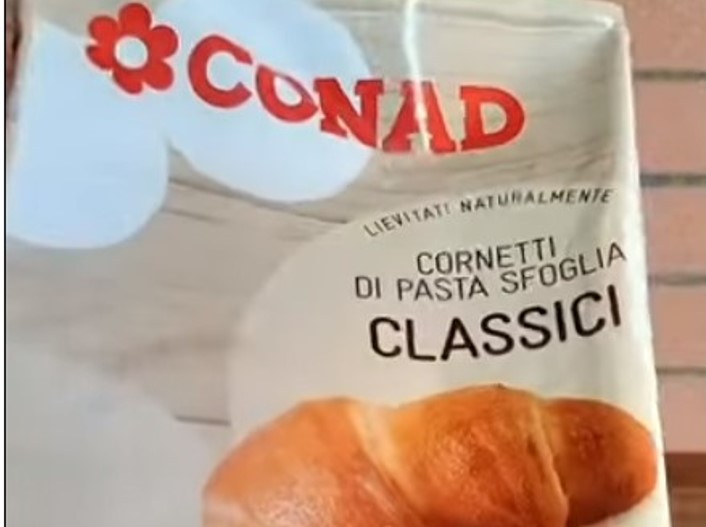 CONAD
LIEVITATI NATURALMENTE
CORNETTI
DI PASTA SFOGLIA
CLASSICI